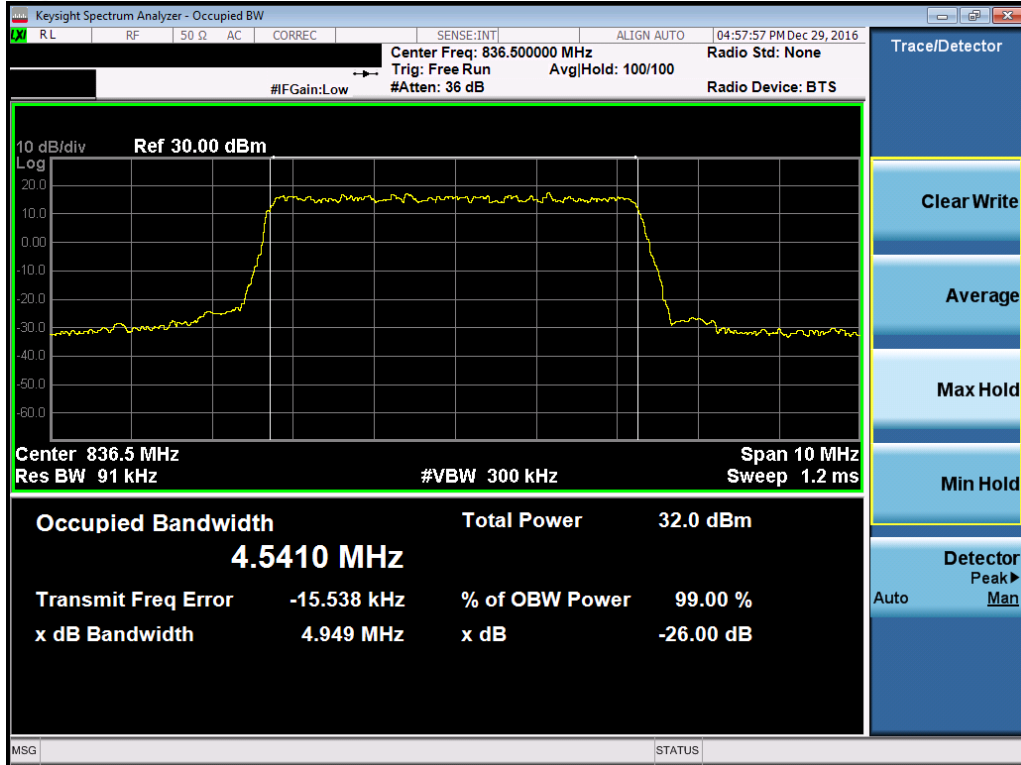 Keysight Spectrum Analyzer - Occupied BW
LXI RL RF 50 Ω AC CORREC SENSE:INT ALIGN AUTO 04:57:57 PM Dec 29, 2016
Center Freq: 836.500000 MHz Radio Std: None
Trig: Free Run Avg|Hold: 100/100
#IFGain:Low #Atten: 36 dB Radio Device: BTS
Trace/Detector
10 dB/div Ref 30.00 dBm
Log
20.0
10.0
0.00
-10.0
-20.0
-30.0
-40.0
-50.0
-60.0
Center 836.5 MHz Span 10 MHz
Res BW 91 kHz #VBW 300 kHz Sweep 1.2 ms
Occupied Bandwidth Total Power 32.0 dBm
4.5410 MHz
Transmit Freq Error -15.538 kHz % of OBW Power 99.00 %
x dB Bandwidth 4.949 MHz x dB -26.00 dB
Clear Write
Average
Max Hold
Min Hold
Detector
Peak▶
Auto Man
MSG STATUS